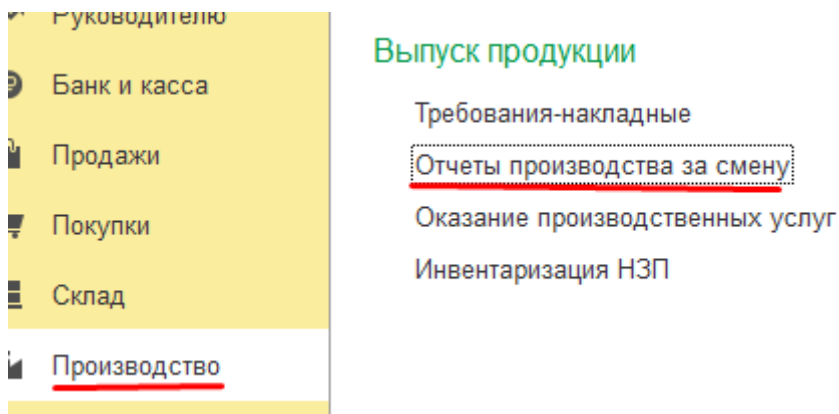 Руководителю
Банк и касса
Продажи
Покупки
Склад
Производство
Выпуск продукции
Требования-накладные
Отчеты производства за смену
Оказание производственных услуг
Инвентаризация НЗП